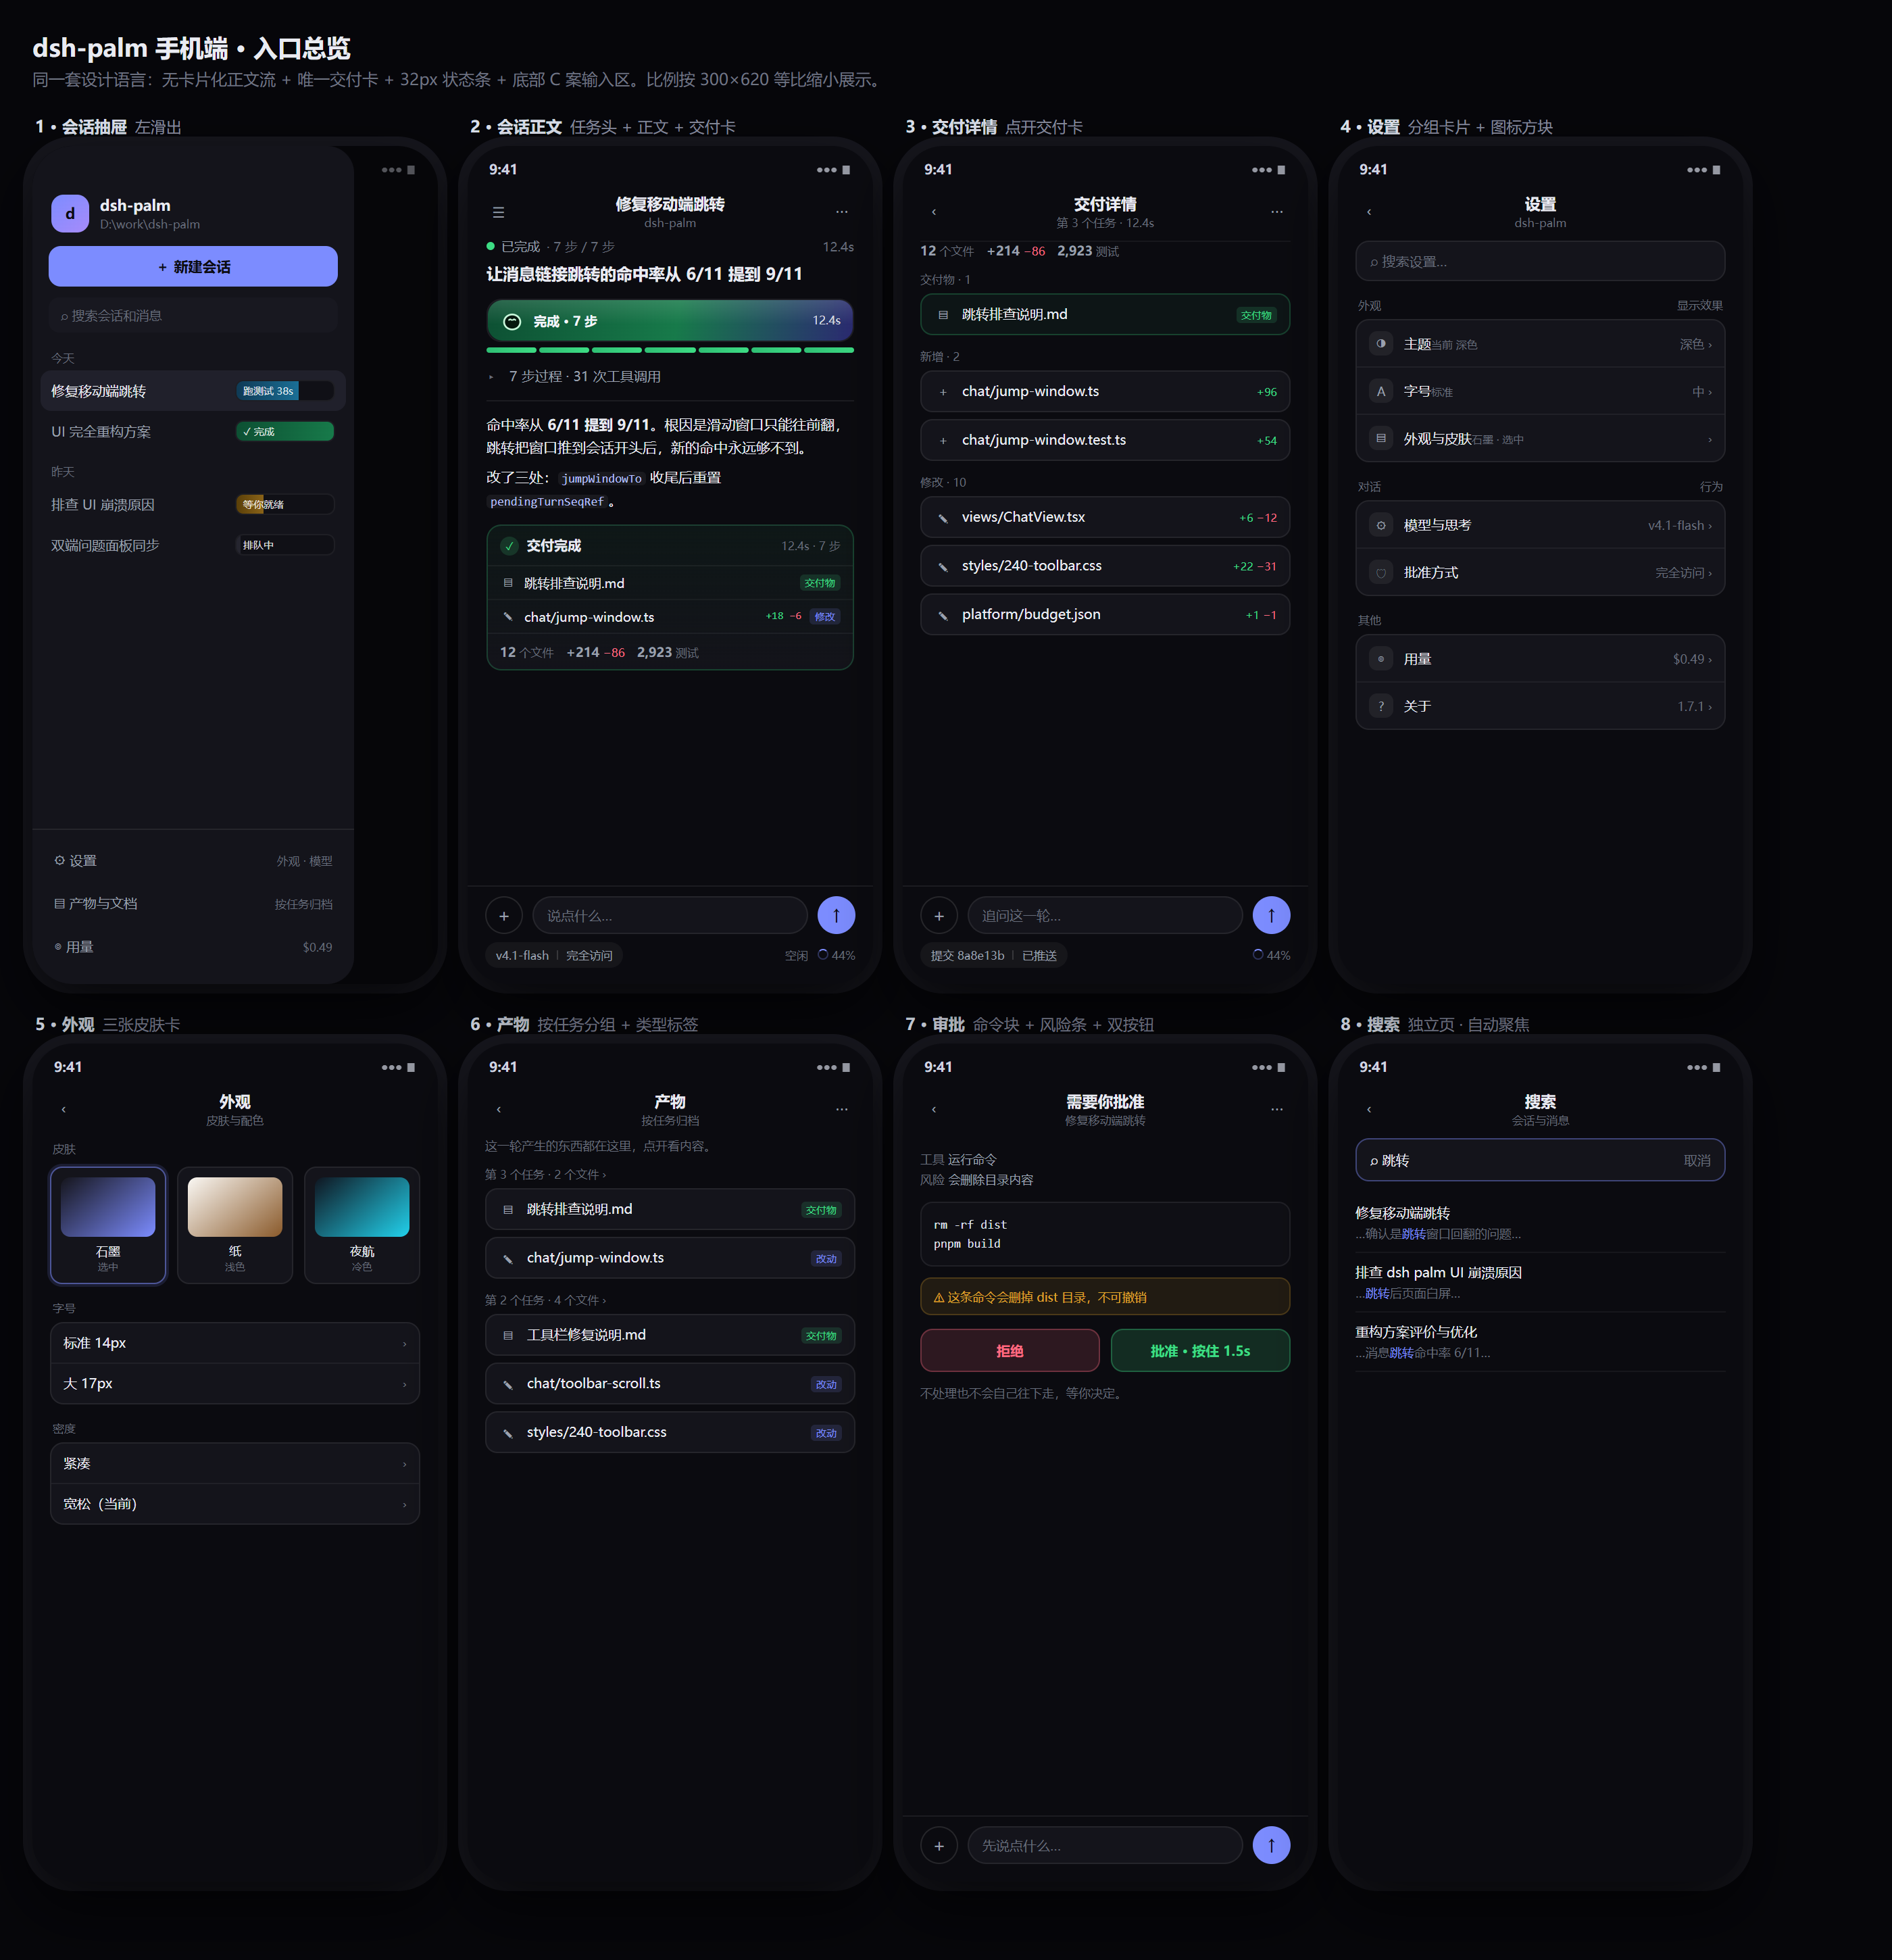 dsh-palm 手机端 • 入口总览
同一套设计语言：无卡片化正文流 + 唯一交付卡 + 32px 状态条 + 底部 C 案输入区。比例按 300×620 等比缩小展示。
1 • 会话抽屉 左滑出
d
dsh-palm
D:\work\dsh-palm
+ 新建会话
搜索会话和消息
今天
修复移动端跳转 跑测试 38s
UI 完全重构方案 ✓ 完成
昨天
排查 UI 崩溃原因 等你就绪
双端问题面板同步 排队中
设置 外观 · 模型
产物与文档 按任务归档
用量 $0.49
2 • 会话正文 任务头 + 正文 + 交付卡
9:41
修复移动端跳转
dsh-palm
已完成 · 7 步 / 7 步 12.4s
让消息链接跳转的命中率从 6/11 提到 9/11
完成 • 7 步 12.4s
7 步过程 · 31 次工具调用
命中率从 6/11 提到 9/11。根因是滑动窗口只能往前翻，
跳转把窗口推到会话开头后，新的命中永远够不到。
改了三处： jumpWindowTo 收尾后重置
pendingTurnSeqRef 。
✓ 交付完成 12.4s · 7 步
跳转排查说明.md 交付物
chat/jump-window.ts +18 −6 修改
12 个文件 +214 −86 2,923 测试
+ 说点什么… ↑
v4.1-flash | 完全访问 空闲 44%
3 • 交付详情 点开交付卡
9:41
‹ 交付详情 …
第 3 个任务 · 12.4s
12 个文件 +214 −86 2,923 测试
交付物 · 1
跳转排查说明.md 交付物
新增 · 2
+ chat/jump-window.ts +96
+ chat/jump-window.test.ts +54
修改 · 10
views/ChatView.tsx +6 −12
styles/240-toolbar.css +22 −31
platform/budget.json +1 −1
+ 追问这一轮… ↑
提交 8a8e13b | 已推送 44%
4 • 设置 分组卡片 + 图标方块
9:41
‹ 设置
dsh-palm
搜索设置…
外观 显示效果
主题当前 深色 深色 ›
A 字号标准 中 ›
外观与皮肤石墨 · 选中 ›
对话 行为
模型与思考 v4.1-flash ›
批准方式 完全访问 ›
其他
用量 $0.49 ›
? 关于 1.7.1 ›
5 • 外观 三张皮肤卡
9:41
‹ 外观
皮肤与配色
皮肤
石墨 纸 夜航
选中 浅色 冷色
字号
标准 14px ›
大 17px ›
密度
紧凑 ›
宽松（当前） ›
6 • 产物 按任务分组 + 类型标签
9:41
‹ 产物 …
按任务归档
这一轮产生的东西都在这里，点开看内容。
第 3 个任务 · 2 个文件 ›
跳转排查说明.md 交付物
chat/jump-window.ts 改动
第 2 个任务 · 4 个文件 ›
工具栏修复说明.md 交付物
chat/toolbar-scroll.ts 改动
styles/240-toolbar.css 改动
7 • 审批 命令块 + 风险条 + 双按钮
9:41
‹ 需要你批准 …
修复移动端跳转
工具 运行命令
风险 会删除目录内容
rm -rf dist
pnpm build
⚠ 这条命令会删掉 dist 目录，不可撤销
拒绝 批准 • 按住 1.5s
不处理也不会自己往下走，等你决定。
+ 先说点什么… ↑
8 • 搜索 独立页 · 自动聚焦
9:41
‹ 搜索
会话与消息
跳转 取消
修复移动端跳转
…确认是跳转窗口回翻的问题…
排查 dsh palm UI 崩溃原因
…跳转后页面白屏…
重构方案评价与优化
…消息跳转命中率 6/11…